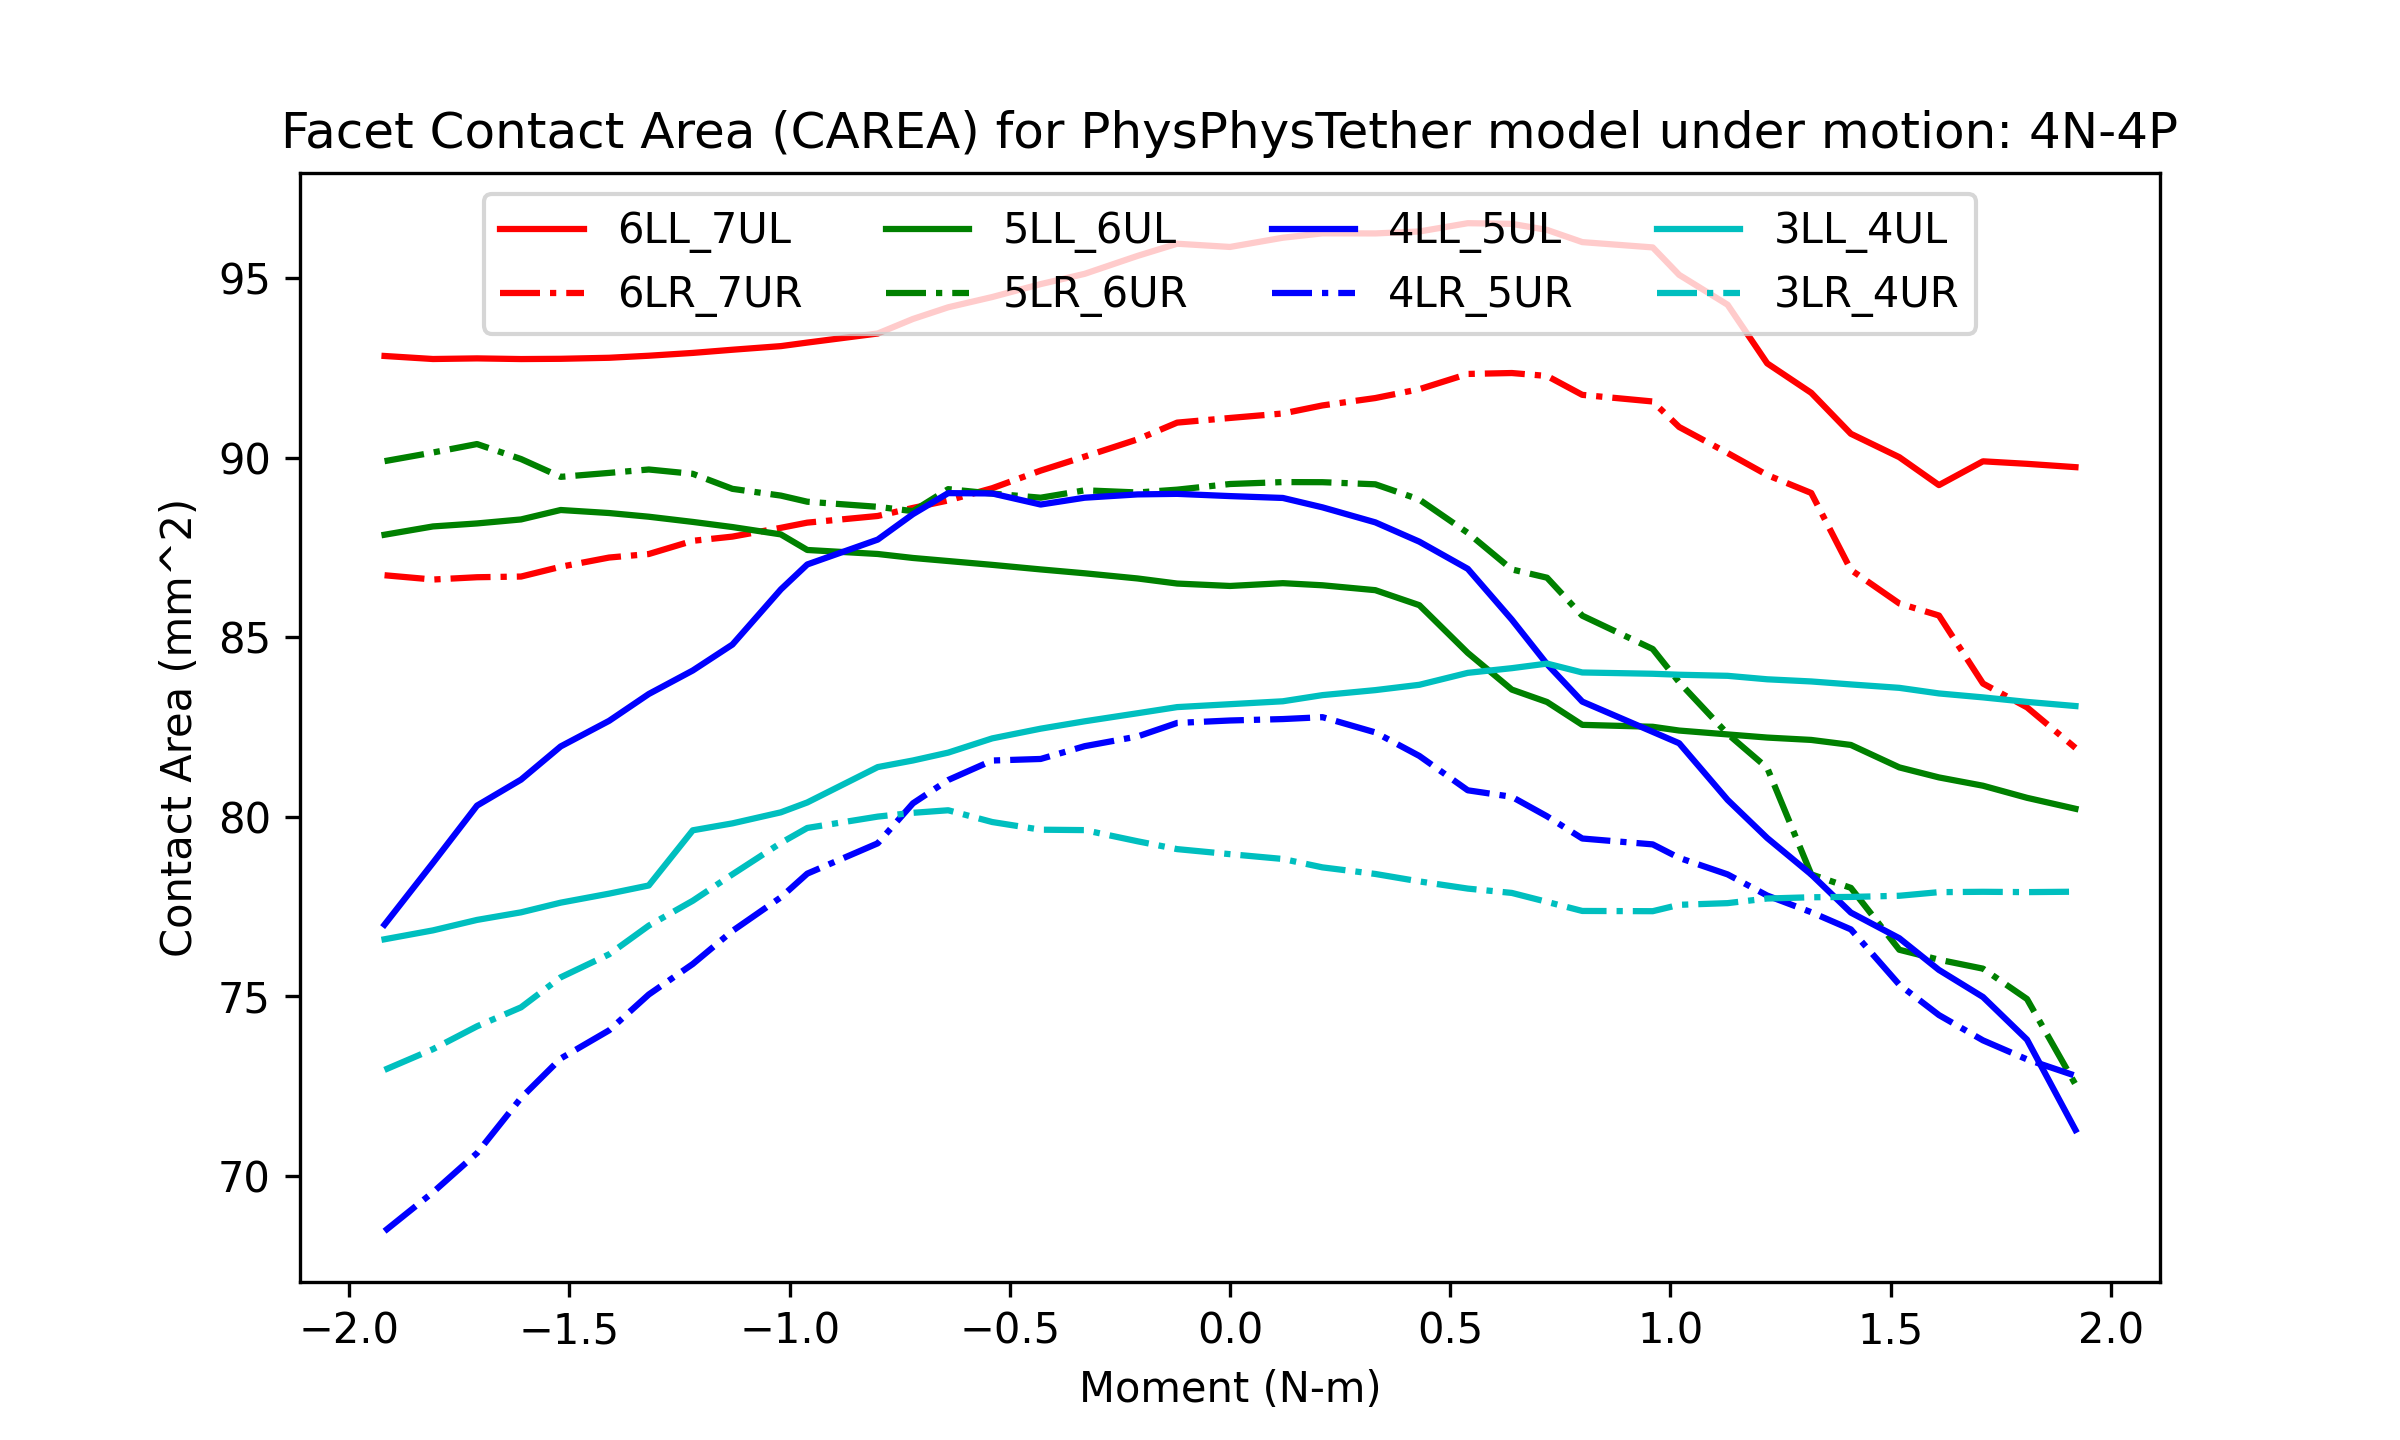 Facet Contact Area (CAREA) for PhysPhysTether model under motion: 4N-4P
6LL_7UL 5LL_6UL 4LL_5UL 3LL_4UL
6LR_7UR 5LR_6UR 4LR_5UR 3LR_4UR
95
90
85
80
75
70
Contact Area (mm^2)
−2.0 −1.5 −1.0 −0.5 0.0 0.5 1.0 1.5 2.0
Moment (N-m)